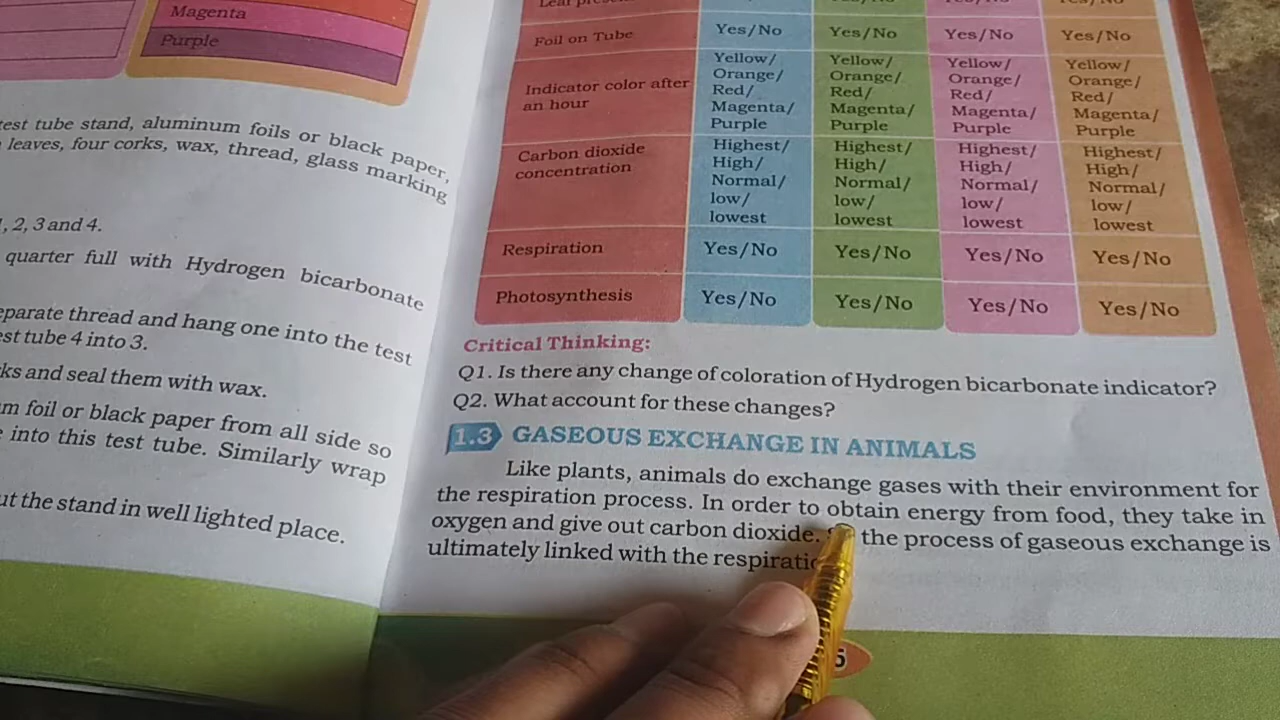 Magenta
Purple
test tube stand, aluminum foils or black paper,
leaves, four corks, wax, thread, glass marking
1, 2, 3 and 4.
quarter full with Hydrogen bicarbonate
eparate thread and hang one into the test
est tube 4 into 3.
ks and seal them with wax.
m foil or black paper from all side so
into this test tube. Similarly wrap
ut the stand in well lighted place.
Foil on Tube Yes/No Yes/No Yes/No Yes/No
Indicator color after
an hour
Yellow/
Orange/
Red/
Magenta/
Purple
Yellow/
Orange/
Red/
Magenta/
Purple
Yellow/
Orange/
Red/
Magenta/
Purple
Yellow/
Orange/
Red/
Magenta/
Purple
Carbon dioxide
concentration
Highest/
High/
Normal/
low/
lowest
Highest/
High/
Normal/
low/
lowest
Highest/
High/
Normal/
low/
lowest
Highest/
High/
Normal/
low/
lowest
Respiration Yes/No Yes/No Yes/No Yes/No
Photosynthesis Yes/No Yes/No Yes/No Yes/No
Critical Thinking:
Q1. Is there any change of coloration of Hydrogen bicarbonate indicator?
Q2. What account for these changes?
1.3 GASEOUS EXCHANGE IN ANIMALS
Like plants, animals do exchange gases with their environment for
the respiration process. In order to obtain energy from food, they take in
oxygen and give out carbon dioxide. the process of gaseous exchange is
ultimately linked with the respiratio